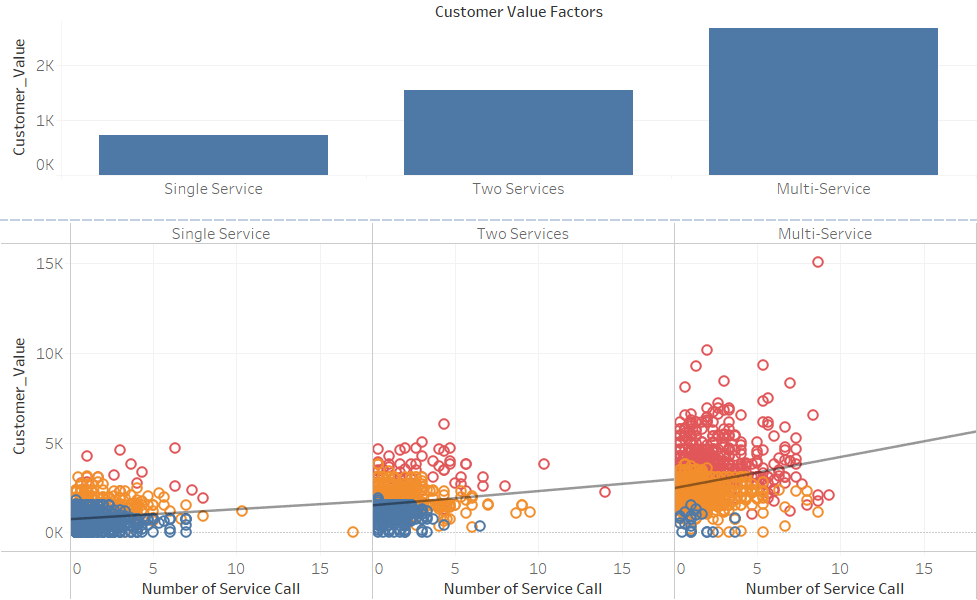 Customer Value Factors
Customer_Value
2K
1K
0K
Single Service Two Services Multi-Service
Single Service Two Services Multi-Service
Customer_Value
15K
10K
5K
0K
0 5 10 15 0 5 10 15 0 5 10 15
Number of Service Call Number of Service Call Number of Service Call